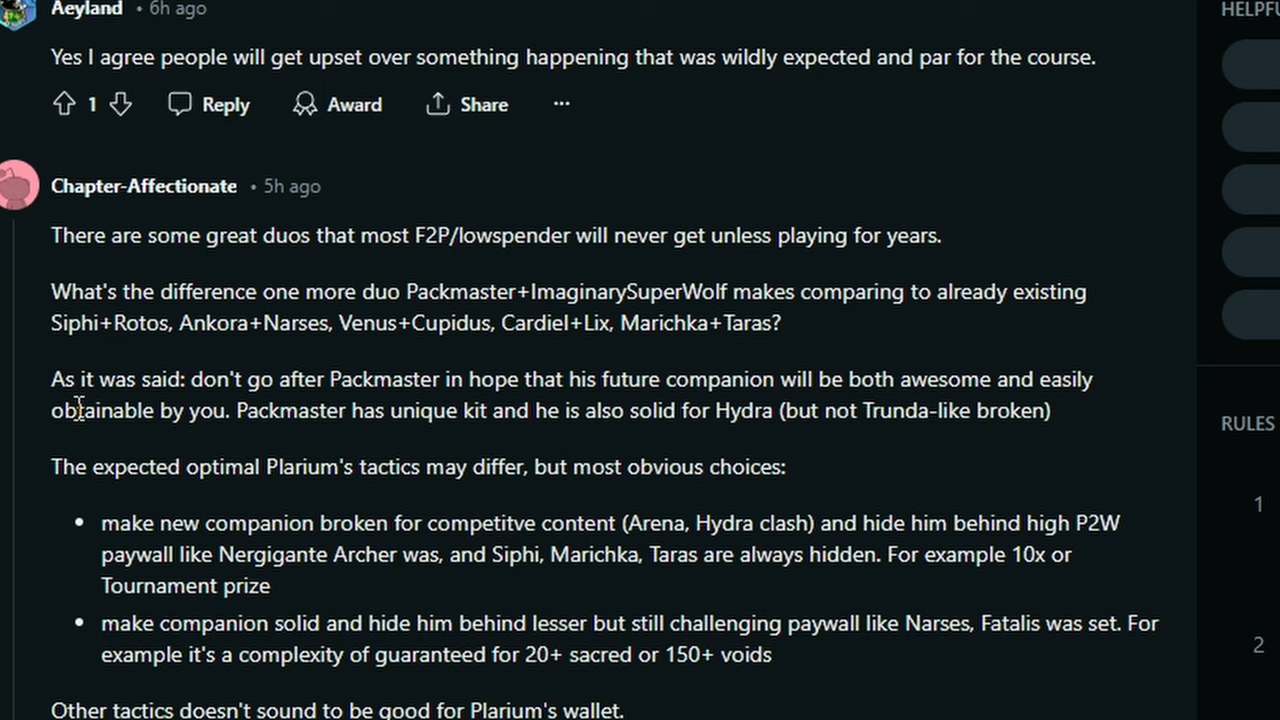 Aeyland • 6h ago
HELPFU
Yes I agree people will get upset over something happening that was wildly expected and par for the course.
1 Reply Award Share ...
Chapter-Affectionate • 5h ago
There are some great duos that most F2P/lowspender will never get unless playing for years.
What's the difference one more duo Packmaster+ImaginarySuperWolf makes comparing to already existing
Siphi+Rotos, Ankora+Narses, Venus+Cupidus, Cardiel+Lix, Marichka+Taras?
As it was said: don't go after Packmaster in hope that his future companion will be both awesome and easily
obtainable by you. Packmaster has unique kit and he is also solid for Hydra (but not Trunda-like broken)
RULES
The expected optimal Plarium's tactics may differ, but most obvious choices:
1
• make new companion broken for competitve content (Arena, Hydra clash) and hide him behind high P2W
paywall like Nergigante Archer was, and Siphi, Marichka, Taras are always hidden. For example 10x or
Tournament prize
• make companion solid and hide him behind lesser but still challenging paywall like Narses, Fatalis was set. For
2
example it's a complexity of guaranteed for 20+ sacred or 150+ voids
Other tactics doesn't sound to be good for Plarium's wallet.